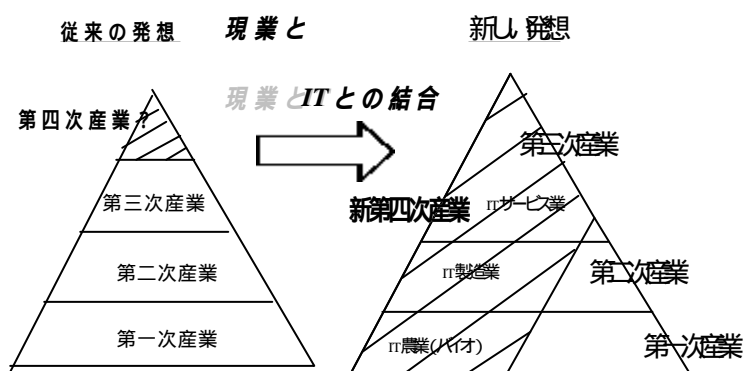 従来の発想
現業と
新しい発想
現業とITとの結合
第四次産業?
第三次産業
新第四次産業
ITサービス業
第三次産業
第二次産業
IT製造業
第二次産業
第一次産業
IT農業(バイオ)
第一次産業